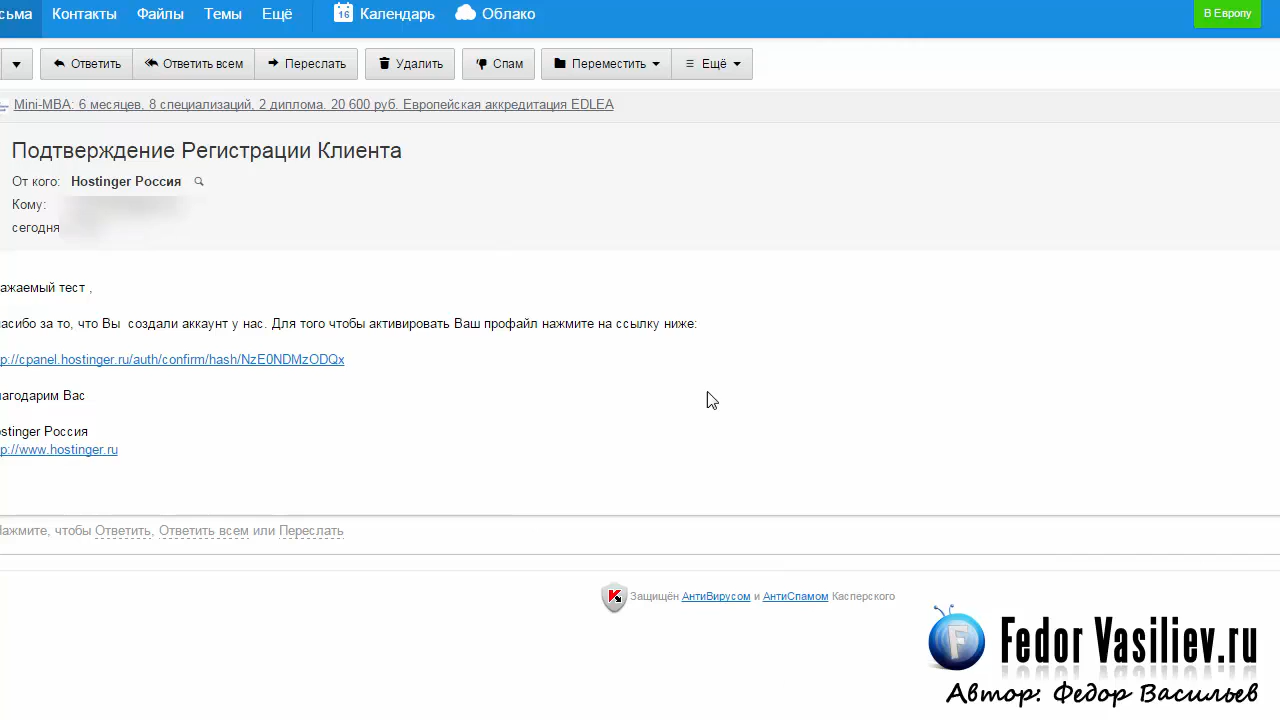 сьма Контакты Файлы Темы Ещё 16 Календарь Облако В Европу
Ответить Ответить всем Переслать Удалить Спам Переместить Ещё
Mini-MBA: 6 месяцев, 8 специализаций, 2 диплома. 20 600 руб. Европейская аккредитация EDLEA
Подтверждение Регистрации Клиента
От кого: Hostinger Россия
Кому:
сегодня
ажаемый тест ,
асибо за то, что Вы создали аккаунт у нас. Для того чтобы активировать Ваш профайл нажмите на ссылку ниже:
p://cpanel.hostinger.ru/auth/confirm/hash/NzE0NDMzODQx
агодарим Вас
stinger Россия
p://www.hostinger.ru
Нажмите, чтобы Ответить, Ответить всем или Переслать
Защищён АнтиВирусом и АнтиСпамом Касперского
F Fedor Vasiliev.ru
Автор: Федор Васильев